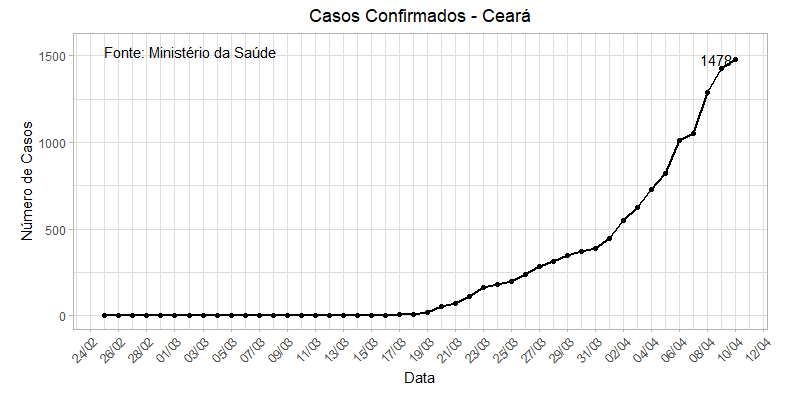 Casos Confirmados - Ceará
Fonte: Ministério da Saúde
1478
1500
1000
500
0
Número de Casos
24/02 26/02 28/02 01/03 03/03 05/03 07/03 09/03 11/03 13/03 15/03 17/03 19/03 21/03 23/03 25/03 27/03 29/03 31/03 02/04 04/04 06/04 08/04 10/04 12/04
Data